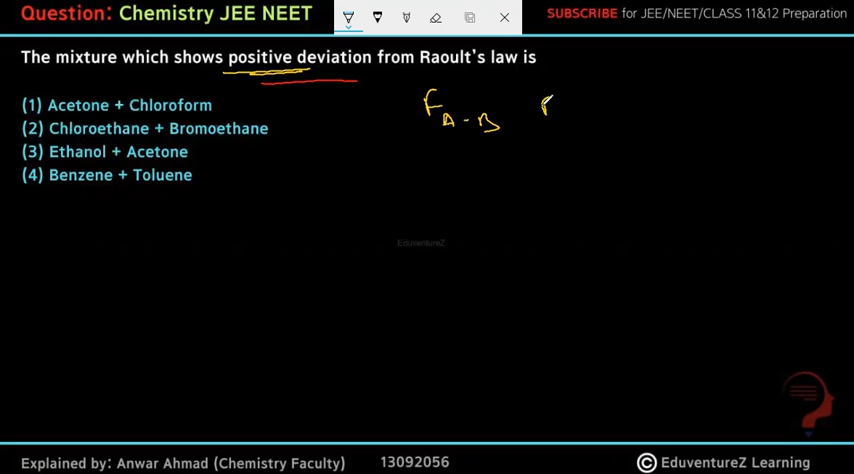 Question: Chemistry JEE NEET
SUBSCRIBE for JEE/NEET/CLASS 11&12 Preparation
The mixture which shows positive deviation from Raoult's law is
(1) Acetone + Chloroform
(2) Chloroethane + Bromoethane
(3) Ethanol + Acetone
(4) Benzene + Toluene
F A - B
EduventureZ
Explained by: Anwar Ahmad (Chemistry Faculty)
13092056
© EduventureZ Learning